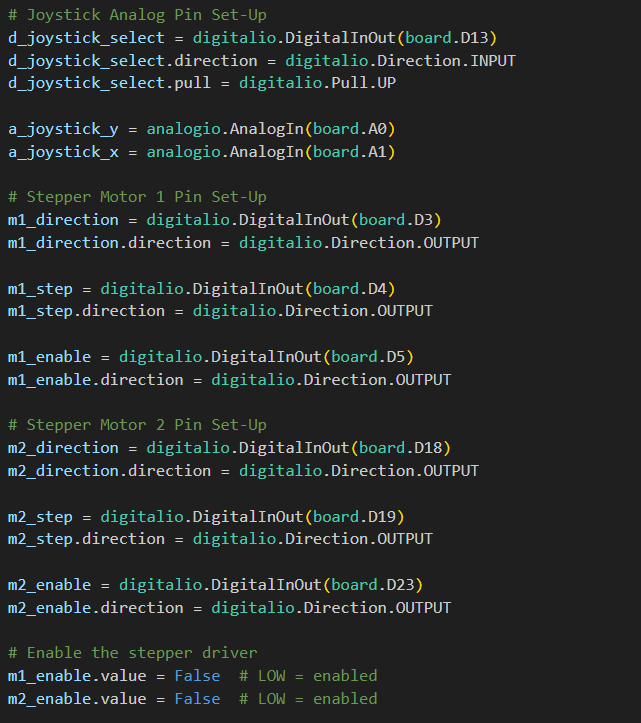 # Joystick Analog Pin Set-Up
d_joystick_select = digitalio.DigitalInOut(board.D13)
d_joystick_select.direction = digitalio.Direction.INPUT
d_joystick_select.pull = digitalio.Pull.UP
a_joystick_y = analogio.AnalogIn(board.A0)
a_joystick_x = analogio.AnalogIn(board.A1)
# Stepper Motor 1 Pin Set-Up
m1_direction = digitalio.DigitalInOut(board.D3)
m1_direction.direction = digitalio.Direction.OUTPUT
m1_step = digitalio.DigitalInOut(board.D4)
m1_step.direction = digitalio.Direction.OUTPUT
m1_enable = digitalio.DigitalInOut(board.D5)
m1_enable.direction = digitalio.Direction.OUTPUT
# Stepper Motor 2 Pin Set-Up
m2_direction = digitalio.DigitalInOut(board.D18)
m2_direction.direction = digitalio.Direction.OUTPUT
m2_step = digitalio.DigitalInOut(board.D19)
m2_step.direction = digitalio.Direction.OUTPUT
m2_enable = digitalio.DigitalInOut(board.D23)
m2_enable.direction = digitalio.Direction.OUTPUT
# Enable the stepper driver
m1_enable.value = False  # LOW = enabled
m2_enable.value = False  # LOW = enabled